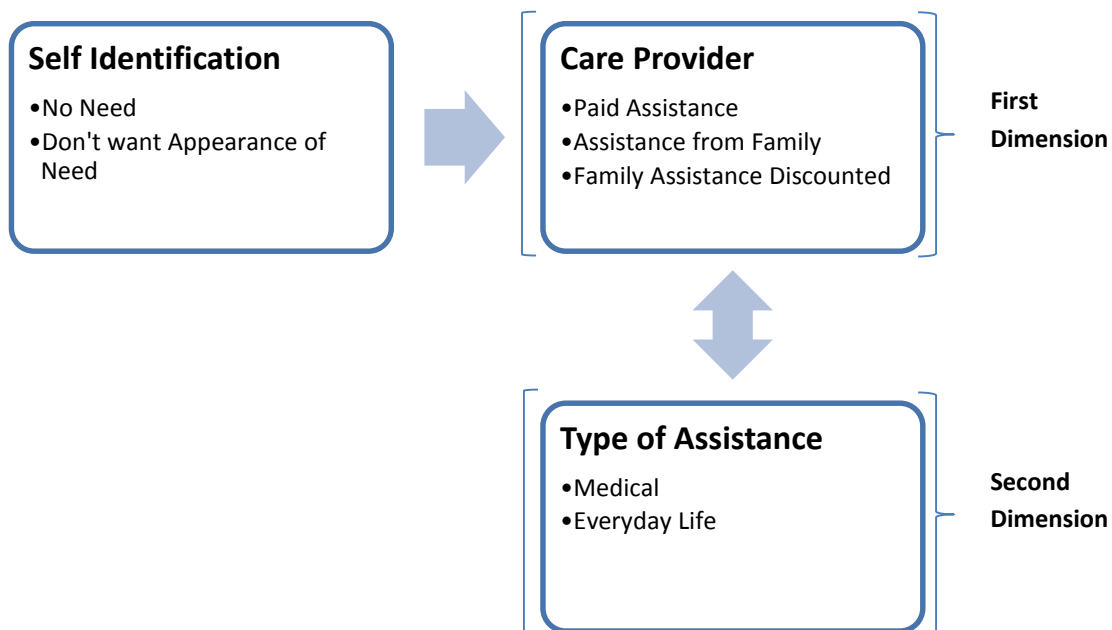 Self Identification
•No Need
•Don't want Appearance of
Need
Care Provider
•Paid Assistance
•Assistance from Family
•Family Assistance Discounted
First
Dimension
Type of Assistance
•Medical
•Everyday Life
Second
Dimension